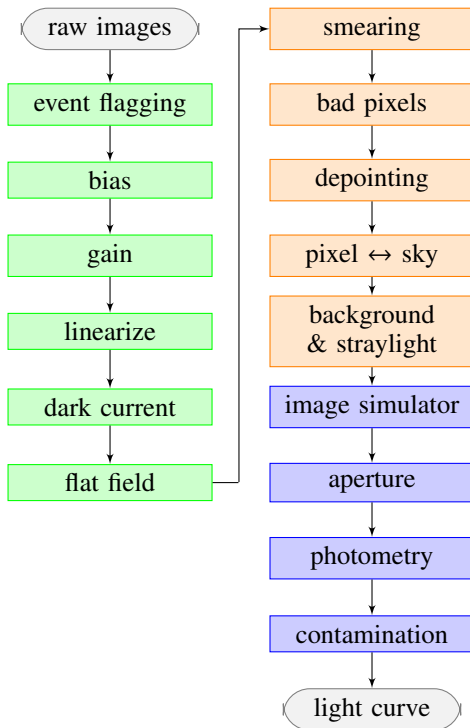 raw images
event flagging
bias
gain
linearize
dark current
flat field
smearing
bad pixels
depointing
pixel ↔ sky
background
& straylight
image simulator
aperture
photometry
contamination
light curve